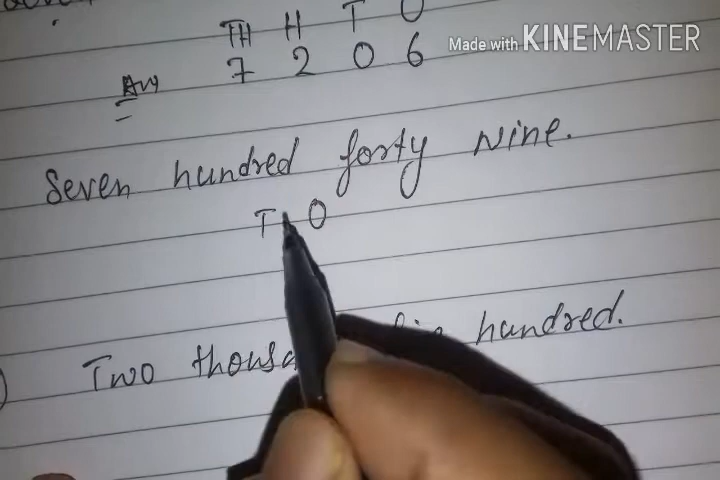 TH H T O
Made with KINEMASTER
Ans 7 2 0 6
Seven hundred forty Nine.
T O
Two hundred.